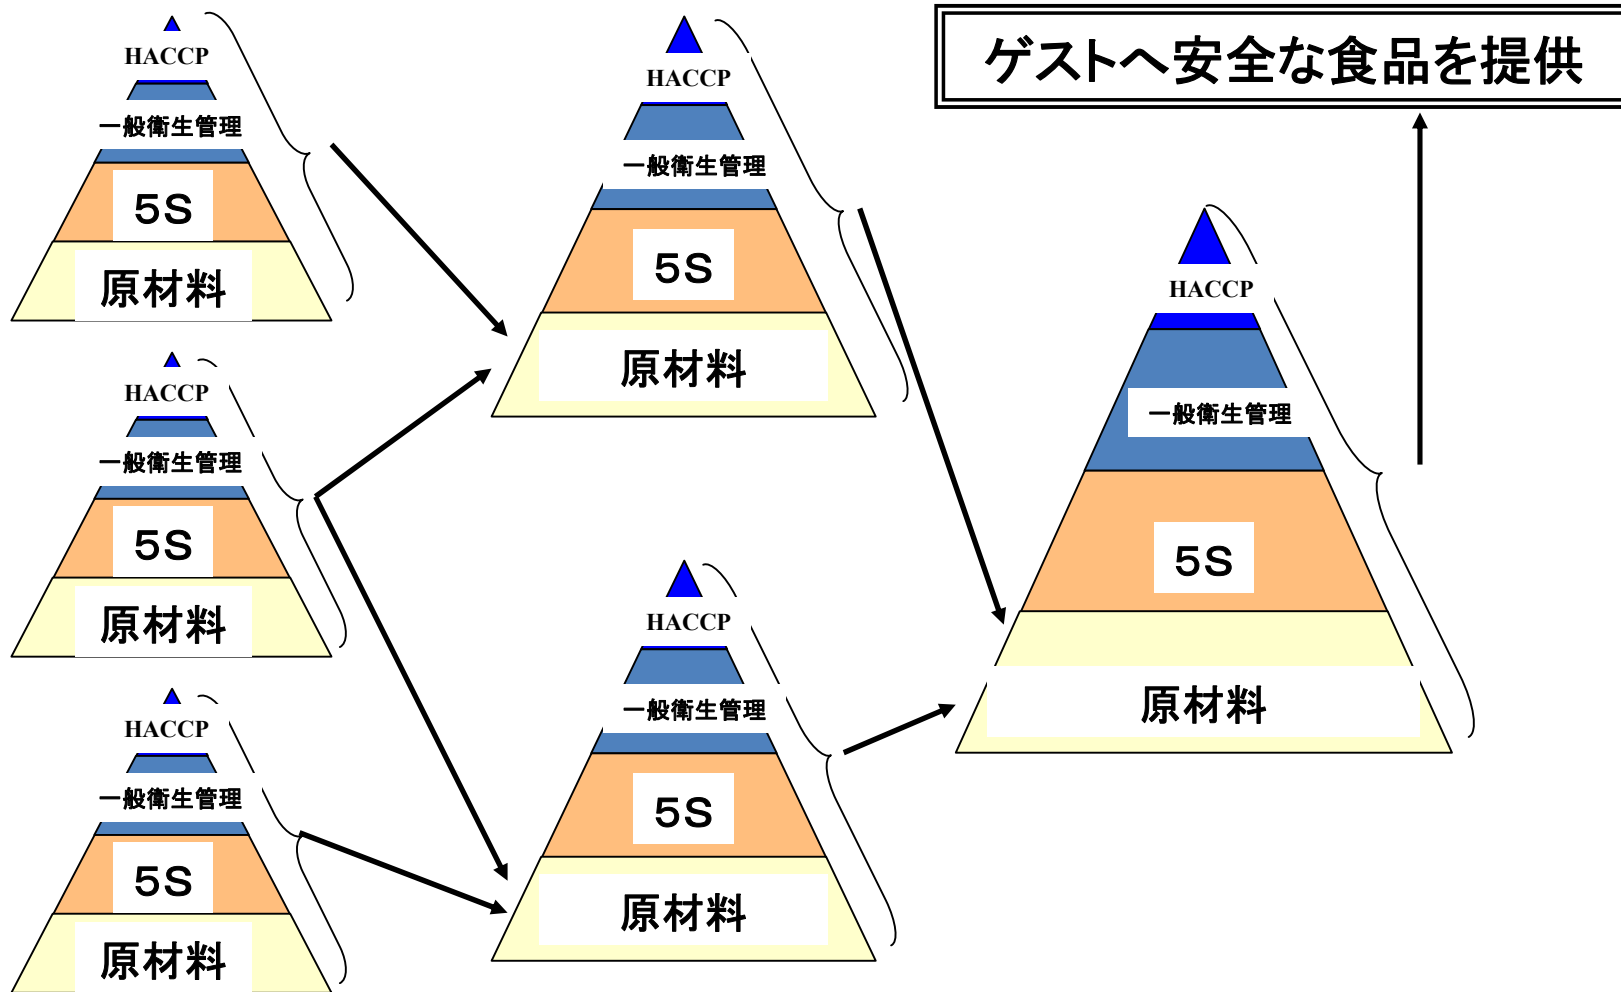 HACCP
一般衛生管理
5S
原材料
HACCP
一般衛生管理
5S
原材料
HACCP
一般衛生管理
5S
原材料
HACCP
一般衛生管理
5S
原材料
HACCP
一般衛生管理
5S
原材料
ゲストへ安全な食品を提供
HACCP
一般衛生管理
5S
原材料